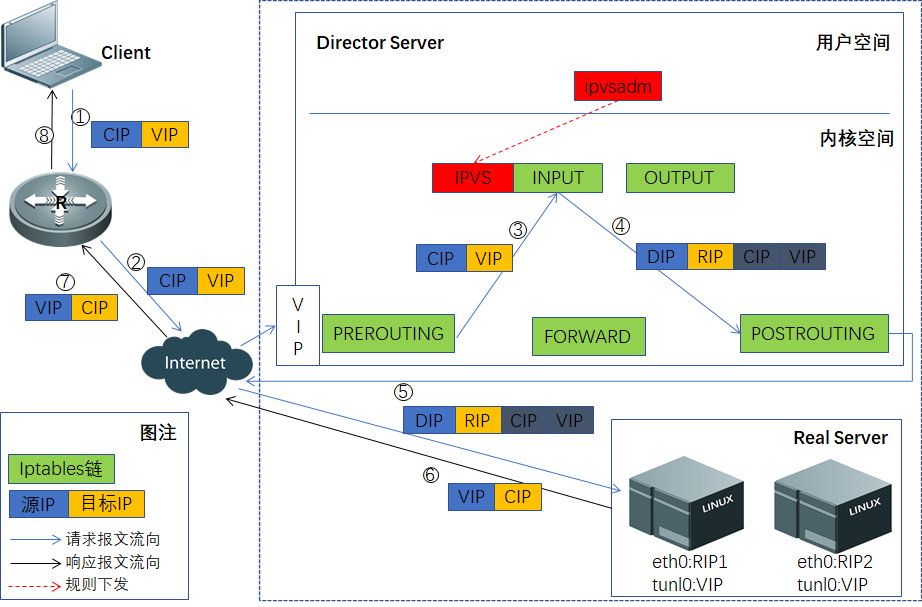 Client
Director Server
用户空间
ipvsadm
内核空间
①
CIP VIP
⑧
IPVS INPUT
OUTPUT
R
③
④
CIP VIP
DIP RIP CIP VIP
②
CIP VIP
⑦
VIP CIP
V
I
P
PREROUTING
FORWARD
POSTROUTING
Internet
⑤
DIP RIP CIP VIP
⑥
VIP CIP
图注
Iptables链
源IP 目标IP
请求报文流向
响应报文流向
规则下发
Real Server
LINUX
LINUX
eth0:RIP1
tunl0:VIP
eth0:RIP2
tunl0:VIP